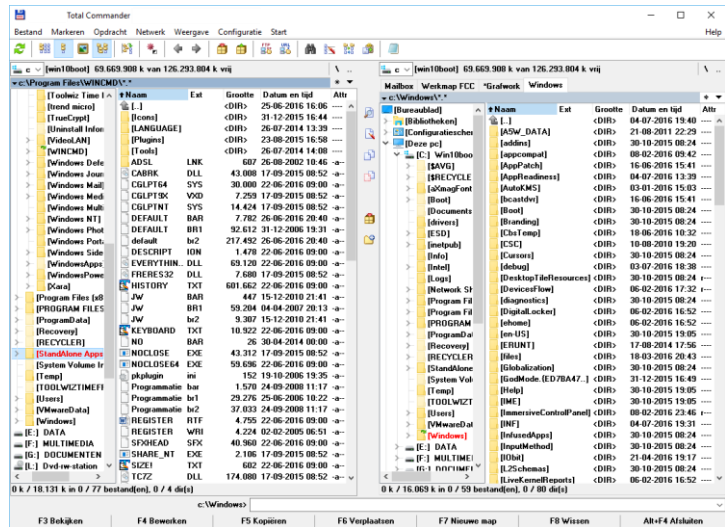 Total Commander
Bestand Markeren Opdracht Netwerk Weergave Configuratie Start Help
c [win10boot] 69.669.908 k van 126.293.804 k vrij \ ..
c:\Program Files\WINCMD\*.* * ▼
[Toolwiz Time I
[trend micro]
[TrueCrypt]
[Uninstall Infor
[VideoLAN]
[WINCMD]
[Windows Defe
[Windows Jour
[Windows Mail]
[Windows Medi
[Windows Multi
[Windows NT]
[Windows Phot
[Windows Porta
[Windows Side
[WindowsApps
[WindowsPowe
[Xara]
[Program Files (x8
[PROGRAM FILES
[ProgramData]
[Recovery]
[RECYCLER]
[StandAlone Apps
[System Volume Ir
[Temp]
[TOOLWIZTIMEFI
[Users]
[VMwareData]
[Windows]
[E:] DATA
[F:] MULTIMEDIA
[G:] DOCUMENTEN
[L:] Dvd-rw-station
Naam Ext Grootte Datum en tijd Attr
[..] <DIR> 25-06-2016 16:06 ----
[Icons] <DIR> 31-12-2015 16:44 ----
[LANGUAGE] <DIR> 26-07-2014 13:39 ----
[Plugins] <DIR> 23-08-2015 16:58 ----
[Tools] <DIR> 26-07-2014 14:08 ----
ADSL LNK 607 26-08-2002 10:46 -a--
CABRK DLL 43.008 17-09-2015 08:52 -a--
CGLPT64 SYS 30.000 22-06-2016 09:00 -a--
CGLPT9X VXD 7.259 17-09-2015 08:52 -a--
CGLPTNT SYS 14.424 17-09-2015 08:52 -a--
DEFAULT BAR 7.782 26-06-2016 20:40 -a--
DEFAULT BR1 92.612 31-12-2006 19:31 -a--
default br2 217.492 26-06-2016 20:40 -a--
DESCRIPT ION 1.478 22-06-2016 09:00 -a--
EVERYTHIN.. DLL 69.120 22-06-2016 09:00 -a--
FRERES32 DLL 7.680 17-09-2015 08:52 -a--
HISTORY TXT 601.662 22-06-2016 09:00 -a--
JW BAR 447 15-12-2010 21:41 -a--
JW BR1 59.204 04-04-2007 20:13 -a--
JW br2 9.307 15-12-2010 21:41 -a--
KEYBOARD TXT 10.922 22-06-2016 09:00 -a--
NO BAR 26 30-04-2014 00:00 -a--
NOCLOSE EXE 43.312 17-09-2015 08:52 -a--
NOCLOSE64 EXE 59.696 22-06-2016 09:00 -a--
pkplugin ini 152 19-10-2006 19:35 -a--
Programmatie bar 1.570 24-09-2008 11:17 -a--
Programmatie br1 29.276 25-06-2006 10:22 -a--
Programmatie br2 37.033 24-09-2008 11:17 -a--
REGISTER RTF 4.755 22-06-2016 09:00 -a--
REGISTER WRI 4.224 02-02-2005 06:51 -a--
SFXHEAD SFX 40.960 22-06-2016 09:00 -a--
SHARE_NT EXE 2.106 17-09-2015 08:52 -a--
SIZE! TXT 602 22-06-2016 09:00 -a--
TC7Z DLL 174.080 17-09-2015 08:52 -a--
0 k / 18.131 k in 0 / 77 bestand(en), 0 / 4 dir(s)
c [win10boot] 69.669.908 k van 126.293.804 k vrij \ ..
Mailbox Werkmap FCC *Grafwork Windows
c:\Windows\*.* * ▼
[Bureaublad]
[Bibliotheken]
[Configuratiescher
[Deze pc]
[C:] Win10boo
[$AVG]
[$RECYCLE
[aXmagFont
[Boot]
[Documents
[drivers]
[ESD]
[inetpub]
[Info]
[Intel]
[Logs]
[Network Sh
[Program Fil
[Program Fil
[PROGRAM
[ProgramDa
[Recovery]
[RECYCLER
[StandAlone
[System Vol
[Temp]
[TOOLWIZT
[Users]
[VMwareDa
[Windows]
[E:] DATA
[F:] MULTIME
[G:] DOCUMEI
Naam Ext Grootte Datum en tijd
[..] <DIR> 04-07-2016 19:40 --
[A5W_DATA] <DIR> 21-08-2011 22:29 ----
[addins] <DIR> 30-10-2015 08:24 ----
[appcompat] <DIR> 08-02-2016 09:42 ----
[AppPatch] <DIR> 16-06-2016 15:41 ----
[AppReadiness] <DIR> 04-07-2016 13:39 ----
[AutoKMS] <DIR> 03-01-2016 15:03 ----
[bcastdvr] <DIR> 16-06-2016 15:41 ----
[Boot] <DIR> 30-10-2015 08:24 ----
[Branding] <DIR> 30-10-2015 08:24 ----
[CbsTemp] <DIR> 18-06-2016 10:32 ----
[CSC] <DIR> 10-08-2010 19:20 ----
[Cursors] <DIR> 30-10-2015 08:24 ----
[debug] <DIR> 03-07-2016 18:38 ----
[DesktopTileResources] <DIR> 30-10-2015 08:24 r---
[DevicesFlow] <DIR> 06-02-2016 17:32 r---
[diagnostics] <DIR> 30-10-2015 08:24 ----
[DigitalLocker] <DIR> 06-02-2016 16:52 ----
[ehome] <DIR> 06-02-2016 16:52 ----
[en-US] <DIR> 30-10-2015 19:05 ----
[ERUNT] <DIR> 17-08-2014 17:56 ----
[files] <DIR> 18-03-2016 20:43 ----
[Globalization] <DIR> 30-10-2015 08:24 ----
[GodMode.{ED78A47..] <DIR> 31-12-2015 16:49 ----
[Help] <DIR> 30-10-2015 19:05 ----
[IME] <DIR> 30-10-2015 19:05 ----
[ImmersiveControlPanel] <DIR> 08-02-2016 23:46 r---
[INF] <DIR> 04-07-2016 19:31 ----
[InfusedApps] <DIR> 30-10-2015 08:24 ----
[InputMethod] <DIR> 30-10-2015 08:24 ----
[IObit] <DIR> 21-04-2016 19:17 ----
[L2Schemas] <DIR> 30-10-2015 08:24 ----
[LiveKernelReports] <DIR> 06-02-2016 16:52 ----
0 k / 16.069 k in 0 / 59 bestand(en), 0 / 80 dir(s)
c:\Windows>
F3 Bekijken F4 Bewerken F5 Kopiëren F6 Verplaatsen F7 Nieuwe map F8 Wissen Alt+F4 Afsluiten